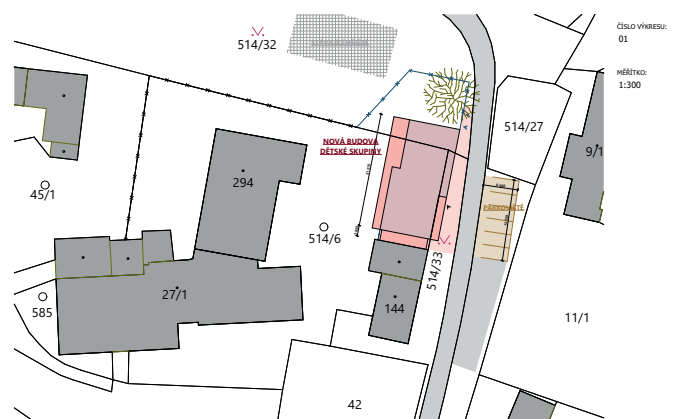 ČÍSLO VÝKRESU:
01
MĚŘÍTKO:
1:300
514/32
514/27
NOVÁ BUDOVA
DĚTSKÉ SKUPINY
9/1
294
45/1
PARKOVIŠTĚ
514/6
514/33
27/1
585
144
11/1
42